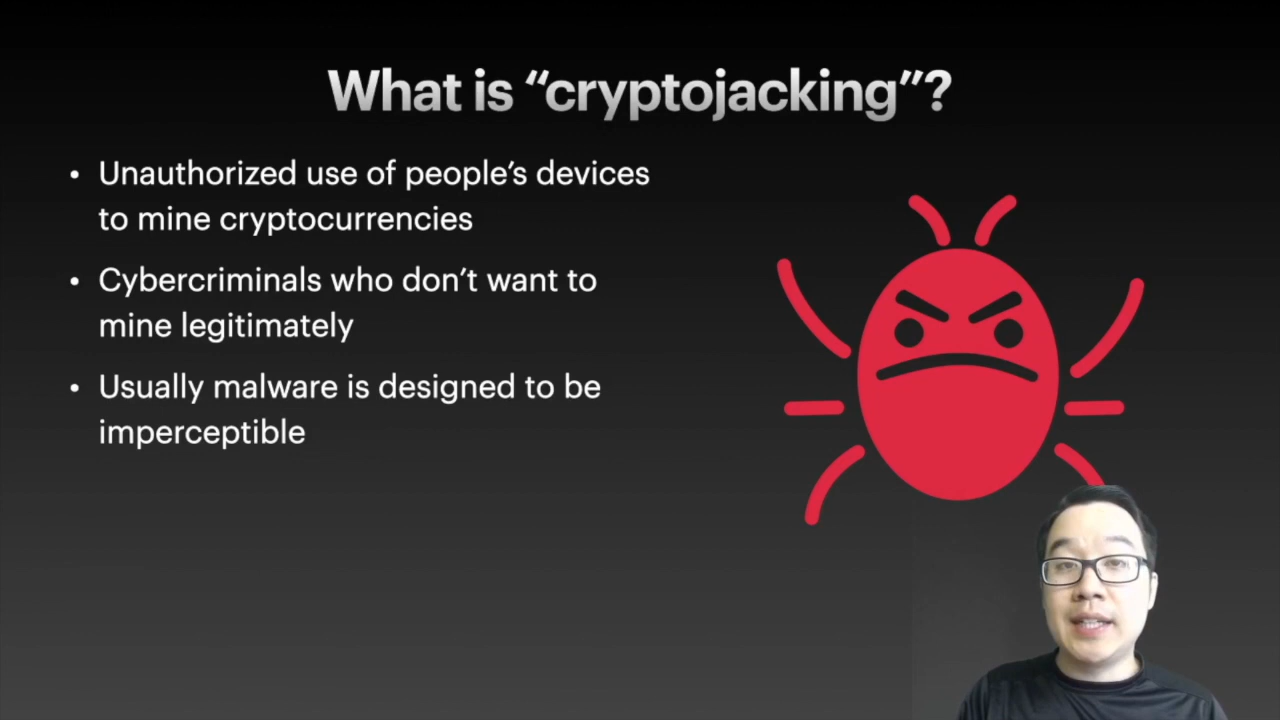 What is “cryptojacking”?
• Unauthorized use of people’s devices
to mine cryptocurrencies
• Cybercriminals who don’t want to
mine legitimately
• Usually malware is designed to be
imperceptible